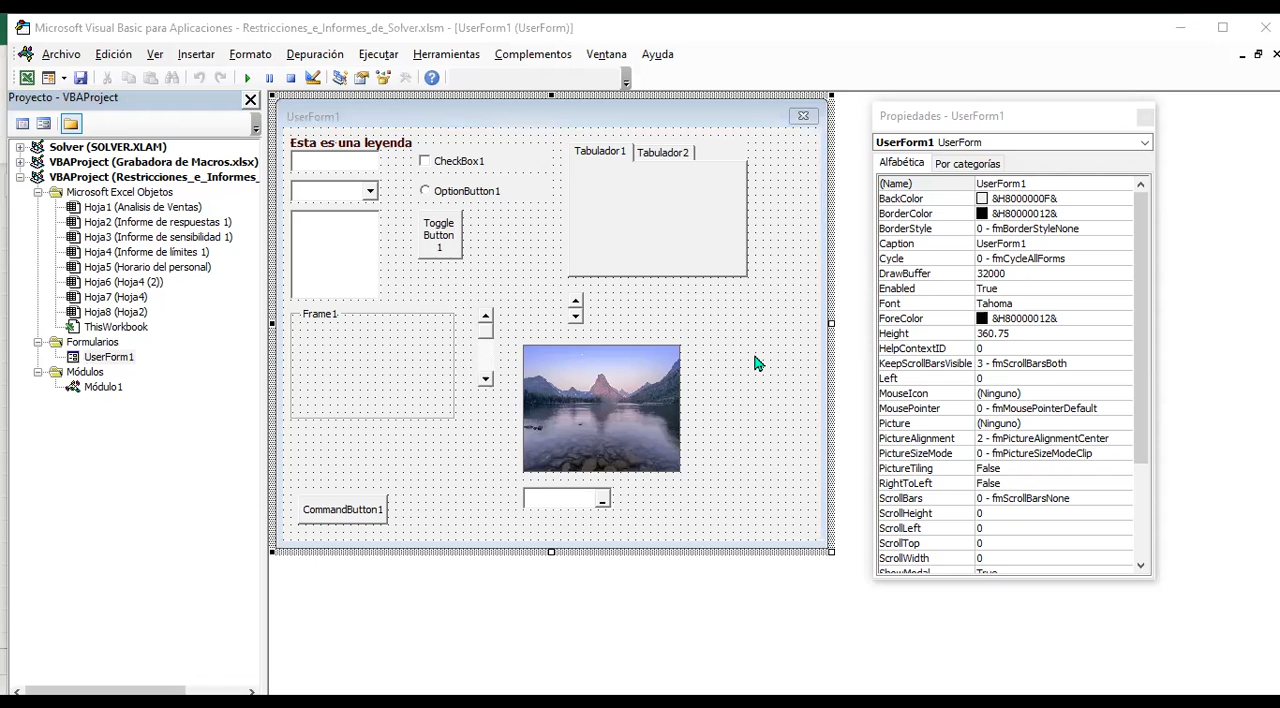 Microsoft Visual Basic para Aplicaciones - Restricciones_e_Informes_de_Solver.xlsm - [UserForm1 (UserForm)]
Archivo Edición Ver Insertar Formato Depuración Ejecutar Herramientas Complementos Ventana Ayuda
Proyecto - VBAProject
Solver (SOLVER.XLAM)
VBAProject (Grabadora de Macros.xlsx)
VBAProject (Restricciones_e_Informes_
Microsoft Excel Objetos
Hoja1 (Analisis de Ventas)
Hoja2 (Informe de respuestas 1)
Hoja3 (Informe de sensibilidad 1)
Hoja4 (Informe de límites 1)
Hoja5 (Horario del personal)
Hoja6 (Hoja4 (2))
Hoja7 (Hoja4)
Hoja8 (Hoja2)
ThisWorkbook
Formularios
UserForm1
Módulos
Módulo1
UserForm1
Esta es una leyenda
CheckBox1
OptionButton1
Toggle
Button
1
Tabulador1 Tabulador2
Frame1
CommandButton1
Propiedades - UserForm1
UserForm1 UserForm
Alfabética Por categorías
(Name) UserForm1
BackColor &H8000000F&
BorderColor &H80000012&
BorderStyle 0 - fmBorderStyleNone
Caption UserForm1
Cycle 0 - fmCycleAllForms
DrawBuffer 32000
Enabled True
Font Tahoma
ForeColor &H80000012&
Height 360.75
HelpContextID 0
KeepScrollBarsVisible 3 - fmScrollBarsBoth
Left 0
MouseIcon (Ninguno)
MousePointer 0 - fmMousePointerDefault
Picture (Ninguno)
PictureAlignment 2 - fmPictureAlignmentCenter
PictureSizeMode 0 - fmPictureSizeModeClip
PictureTiling False
RightToLeft False
ScrollBars 0 - fmScrollBarsNone
ScrollHeight 0
ScrollLeft 0
ScrollTop 0
ScrollWidth 0
ShowModal True